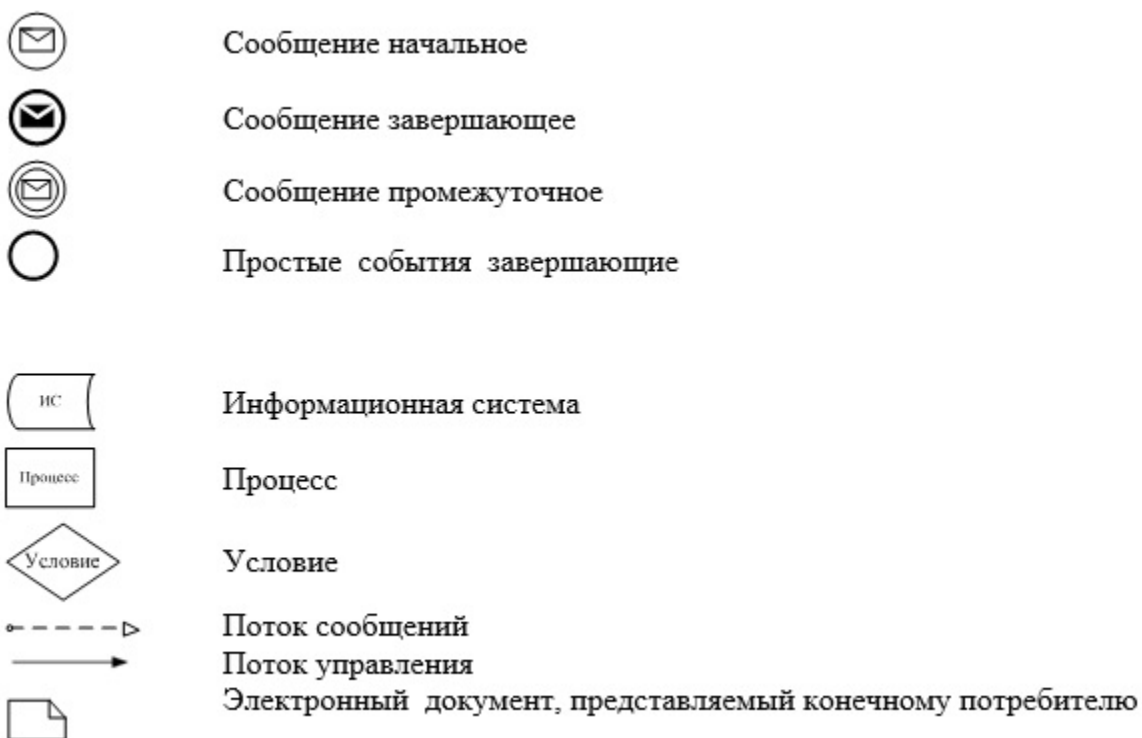 Сообщение начальное
Сообщение завершающее
Сообщение промежуточное
Простые события завершающие
ИС Информационная система
Процесс Процесс
Условие Условие
Поток сообщений
Поток управления
Электронный документ, представляемый конечному потребителю